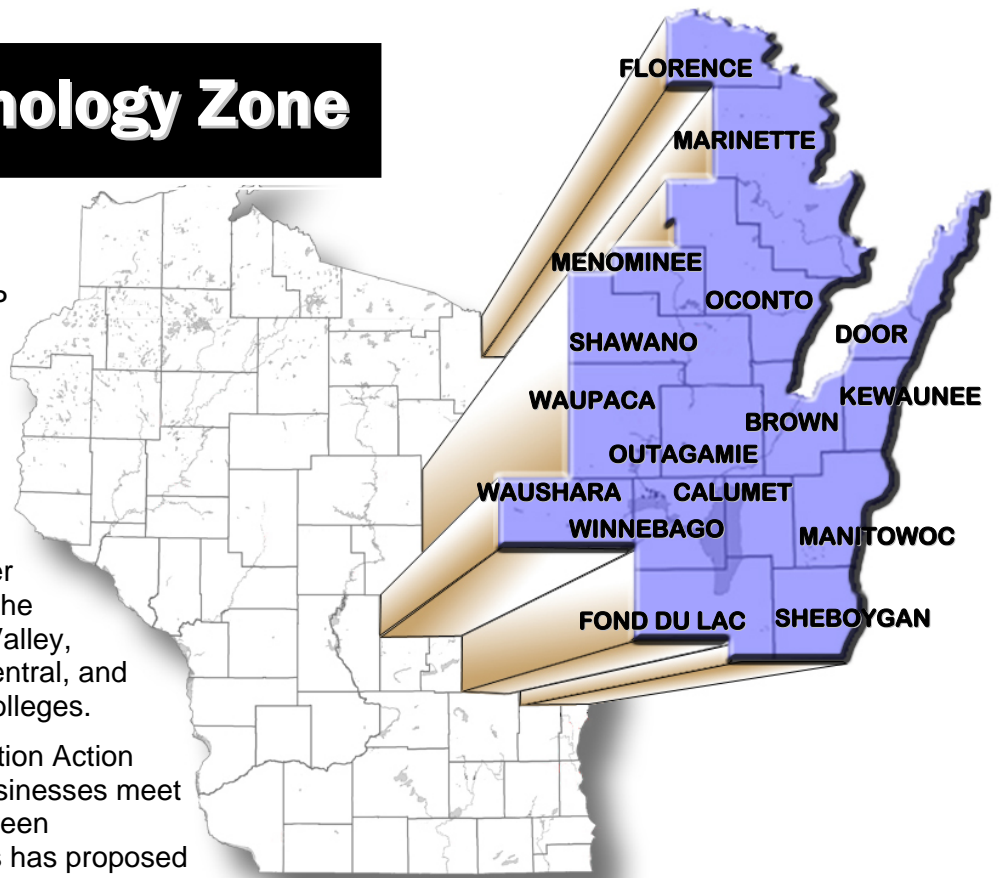 nology Zone
P
er
he
Valley,
entral, and
olleges.
tion Action
sinesses meet
een
s has proposed
FLORENCE
MARINETTE
MENOMINEE
OCONTO
DOOR
SHAWANO
KEWAUNEE
WAUPACA
BROWN
OUTAGAMIE
WAUSHARA
CALUMET
WINNEBAGO
MANITOWOC
FOND DU LAC
SHEBOYGAN